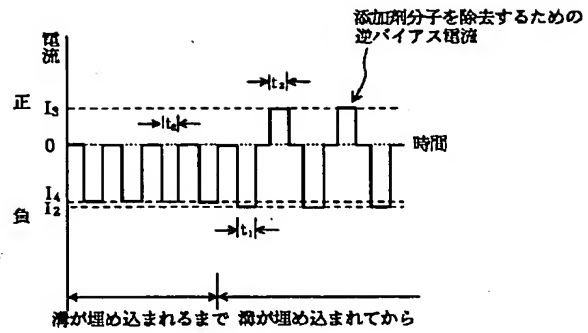 添加剤分子を除去するための
逆バイアス電流
電流
正
I3
t2
t6
0
時間
I4
I2
負
t1
溝が埋め込まれるまで 溝が埋め込まれてから